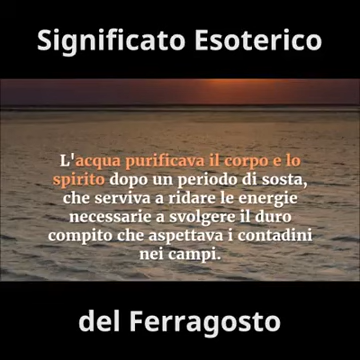 Significato Esoterico
L'acqua purificava il corpo e lo
spirito dopo un periodo di sosta,
che serviva a ridare le energie
necessarie a svolgere il duro
compito che aspettava i contadini
nei campi.
del Ferragosto